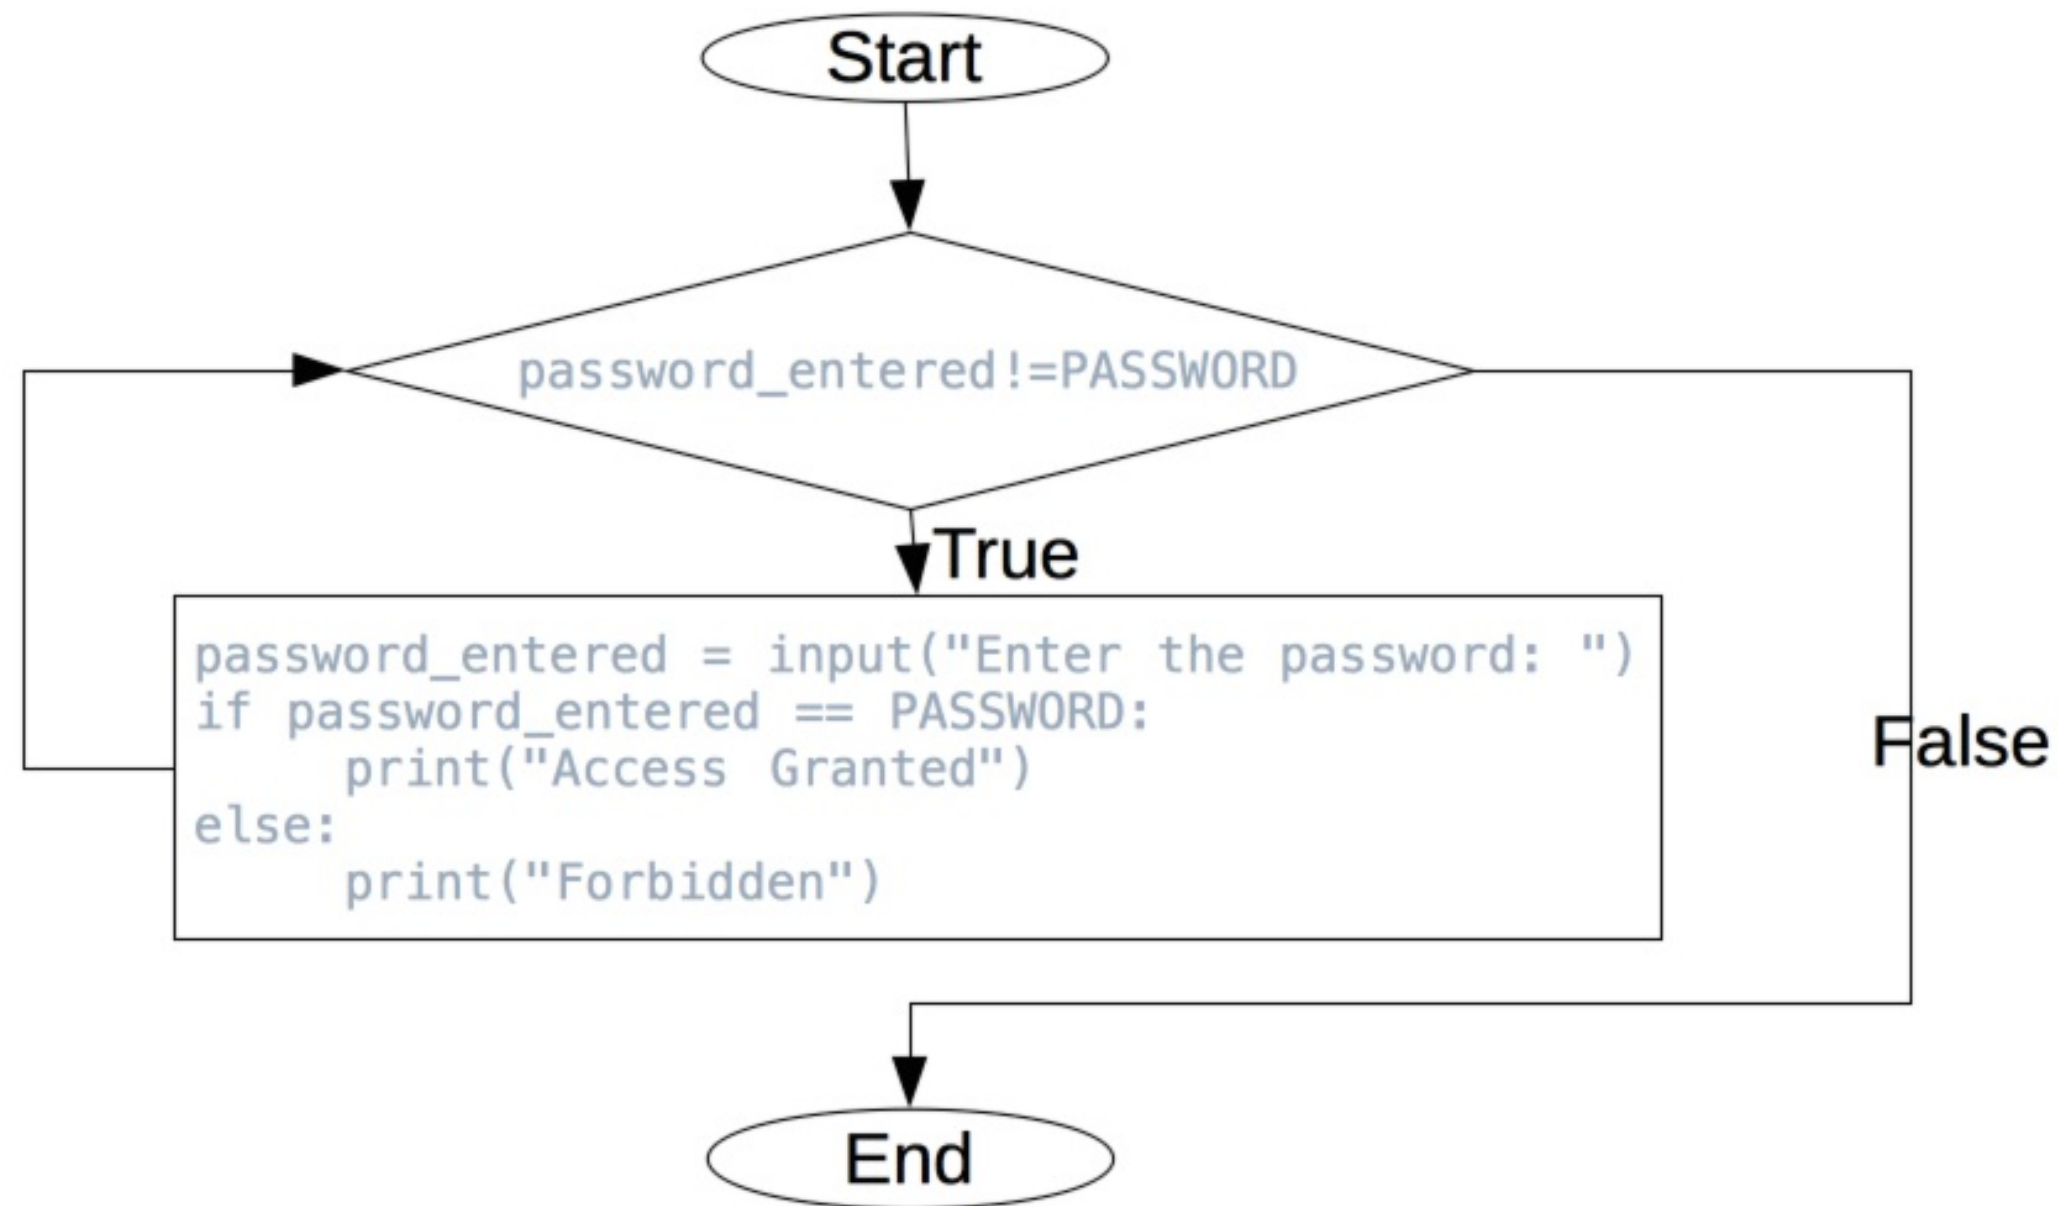 Start
password_entered!=PASSWORD
True
password_entered = input("Enter the password: ")
if password_entered == PASSWORD:
     print("Access Granted")
else:
     print("Forbidden")
False
End